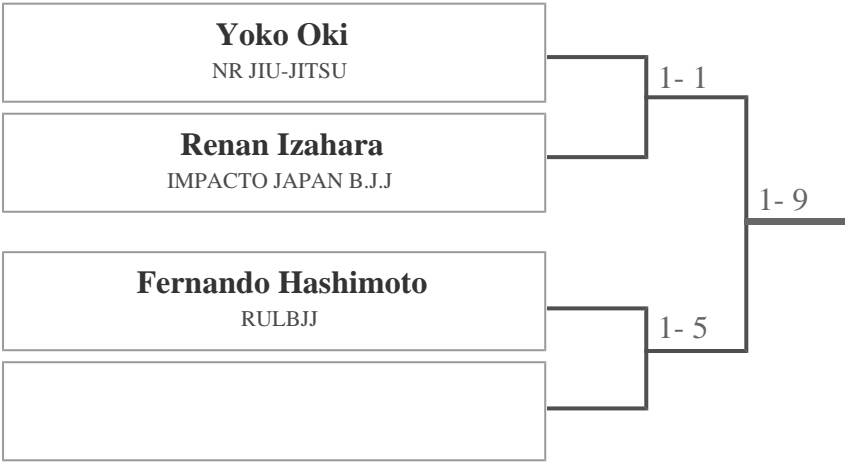 Yoko Oki
NR JIU-JITSU
1- 1
Renan Izahara
IMPACTO JAPAN B.J.J
1- 9
Fernando Hashimoto
RULBJJ
1- 5